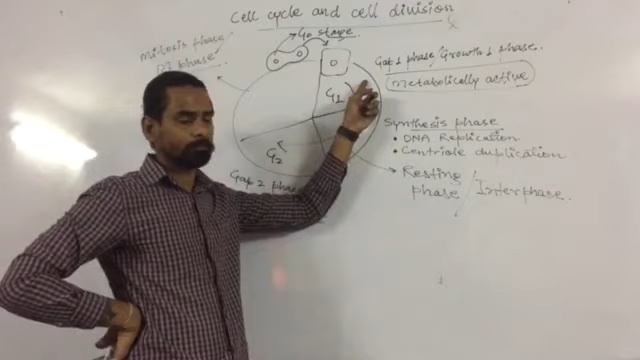 Cell cycle and cell division
Go stage
mitosis phase
phase
Gap 1 phase/Growth 1 phase.
metabolically active
G1
Synthesis phase
• DNA Replication
• Centriole duplication
G2
Gap 2 phase
Resting phase / Interphase.